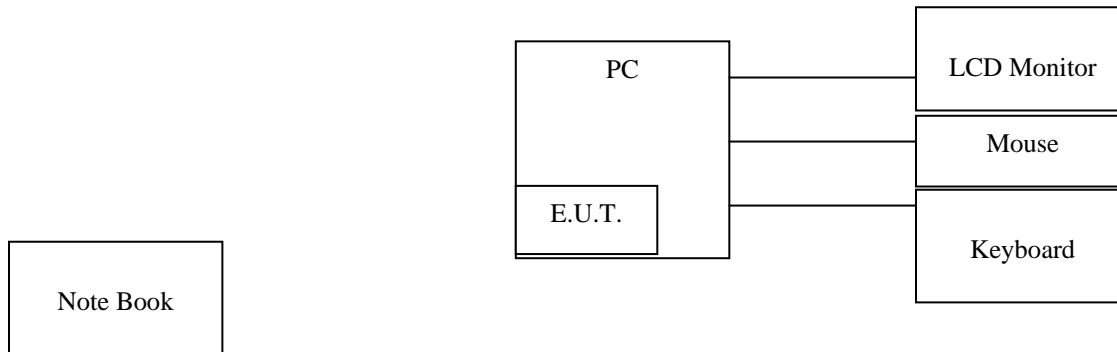 PC
LCD Monitor
Mouse
E.U.T.
Keyboard
Note Book